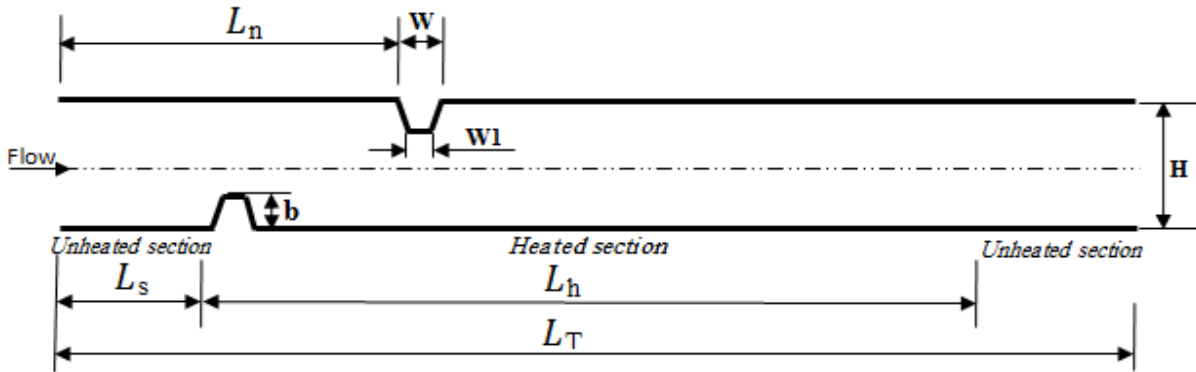 Ln
W
W1
Flow
H
b
Unheated section
Heated section
Unheated section
Ls
Lh
LT